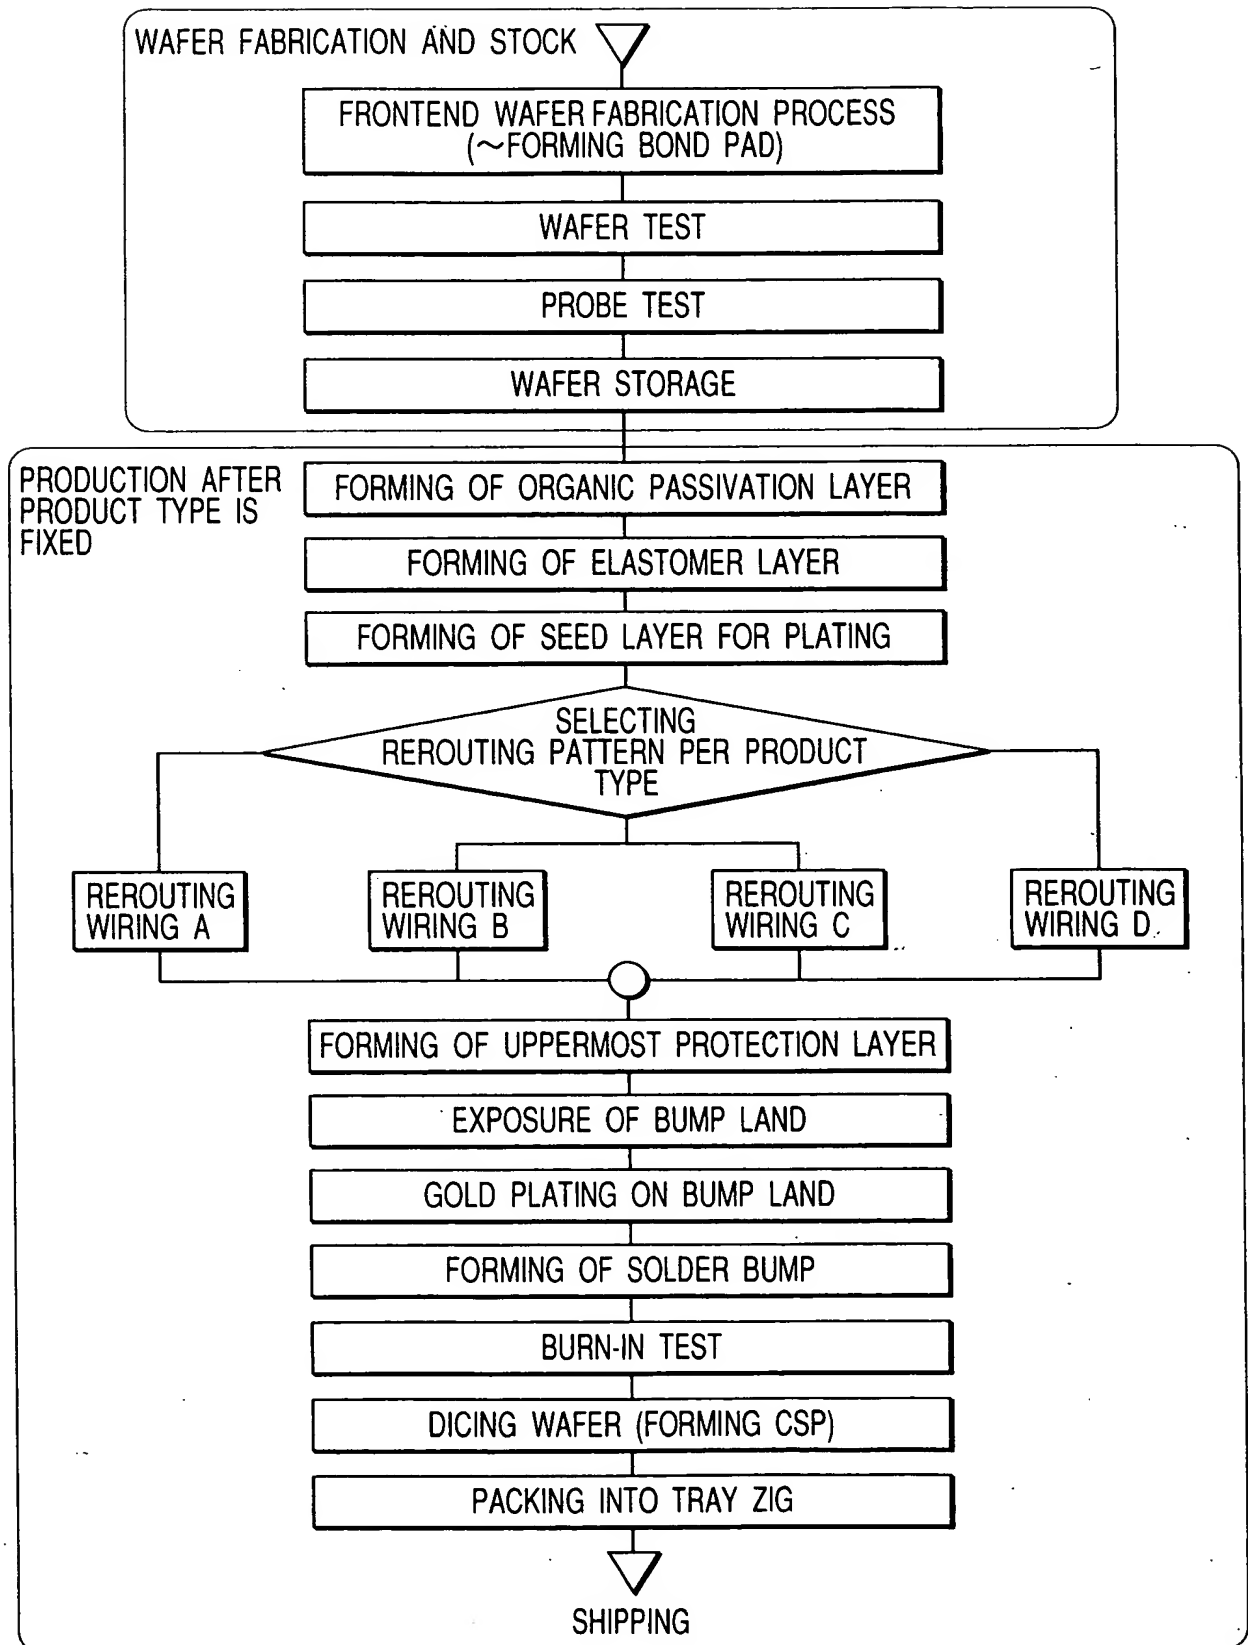 WAFER FABRICATION AND STOCK
FRONTEND WAFER FABRICATION PROCESS
(~FORMING BOND PAD)
WAFER TEST
PROBE TEST
WAFER STORAGE
PRODUCTION AFTER
PRODUCT TYPE IS
FIXED
FORMING OF ORGANIC PASSIVATION LAYER
FORMING OF ELASTOMER LAYER
FORMING OF SEED LAYER FOR PLATING
SELECTING
REROUTING PATTERN PER PRODUCT
TYPE
REROUTING
WIRING A
REROUTING
WIRING B
REROUTING
WIRING C
REROUTING
WIRING D
FORMING OF UPPERMOST PROTECTION LAYER
EXPOSURE OF BUMP LAND
GOLD PLATING ON BUMP LAND
FORMING OF SOLDER BUMP
BURN-IN TEST
DICING WAFER (FORMING CSP)
PACKING INTO TRAY ZIG
SHIPPING